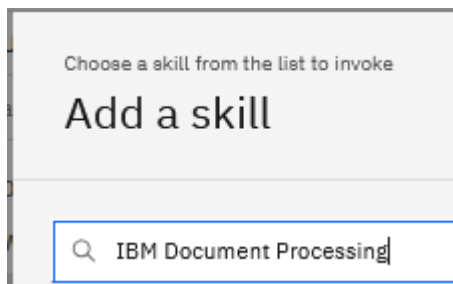 Choose a skill from the list to invoke
Add a skill
IBM Document Processing